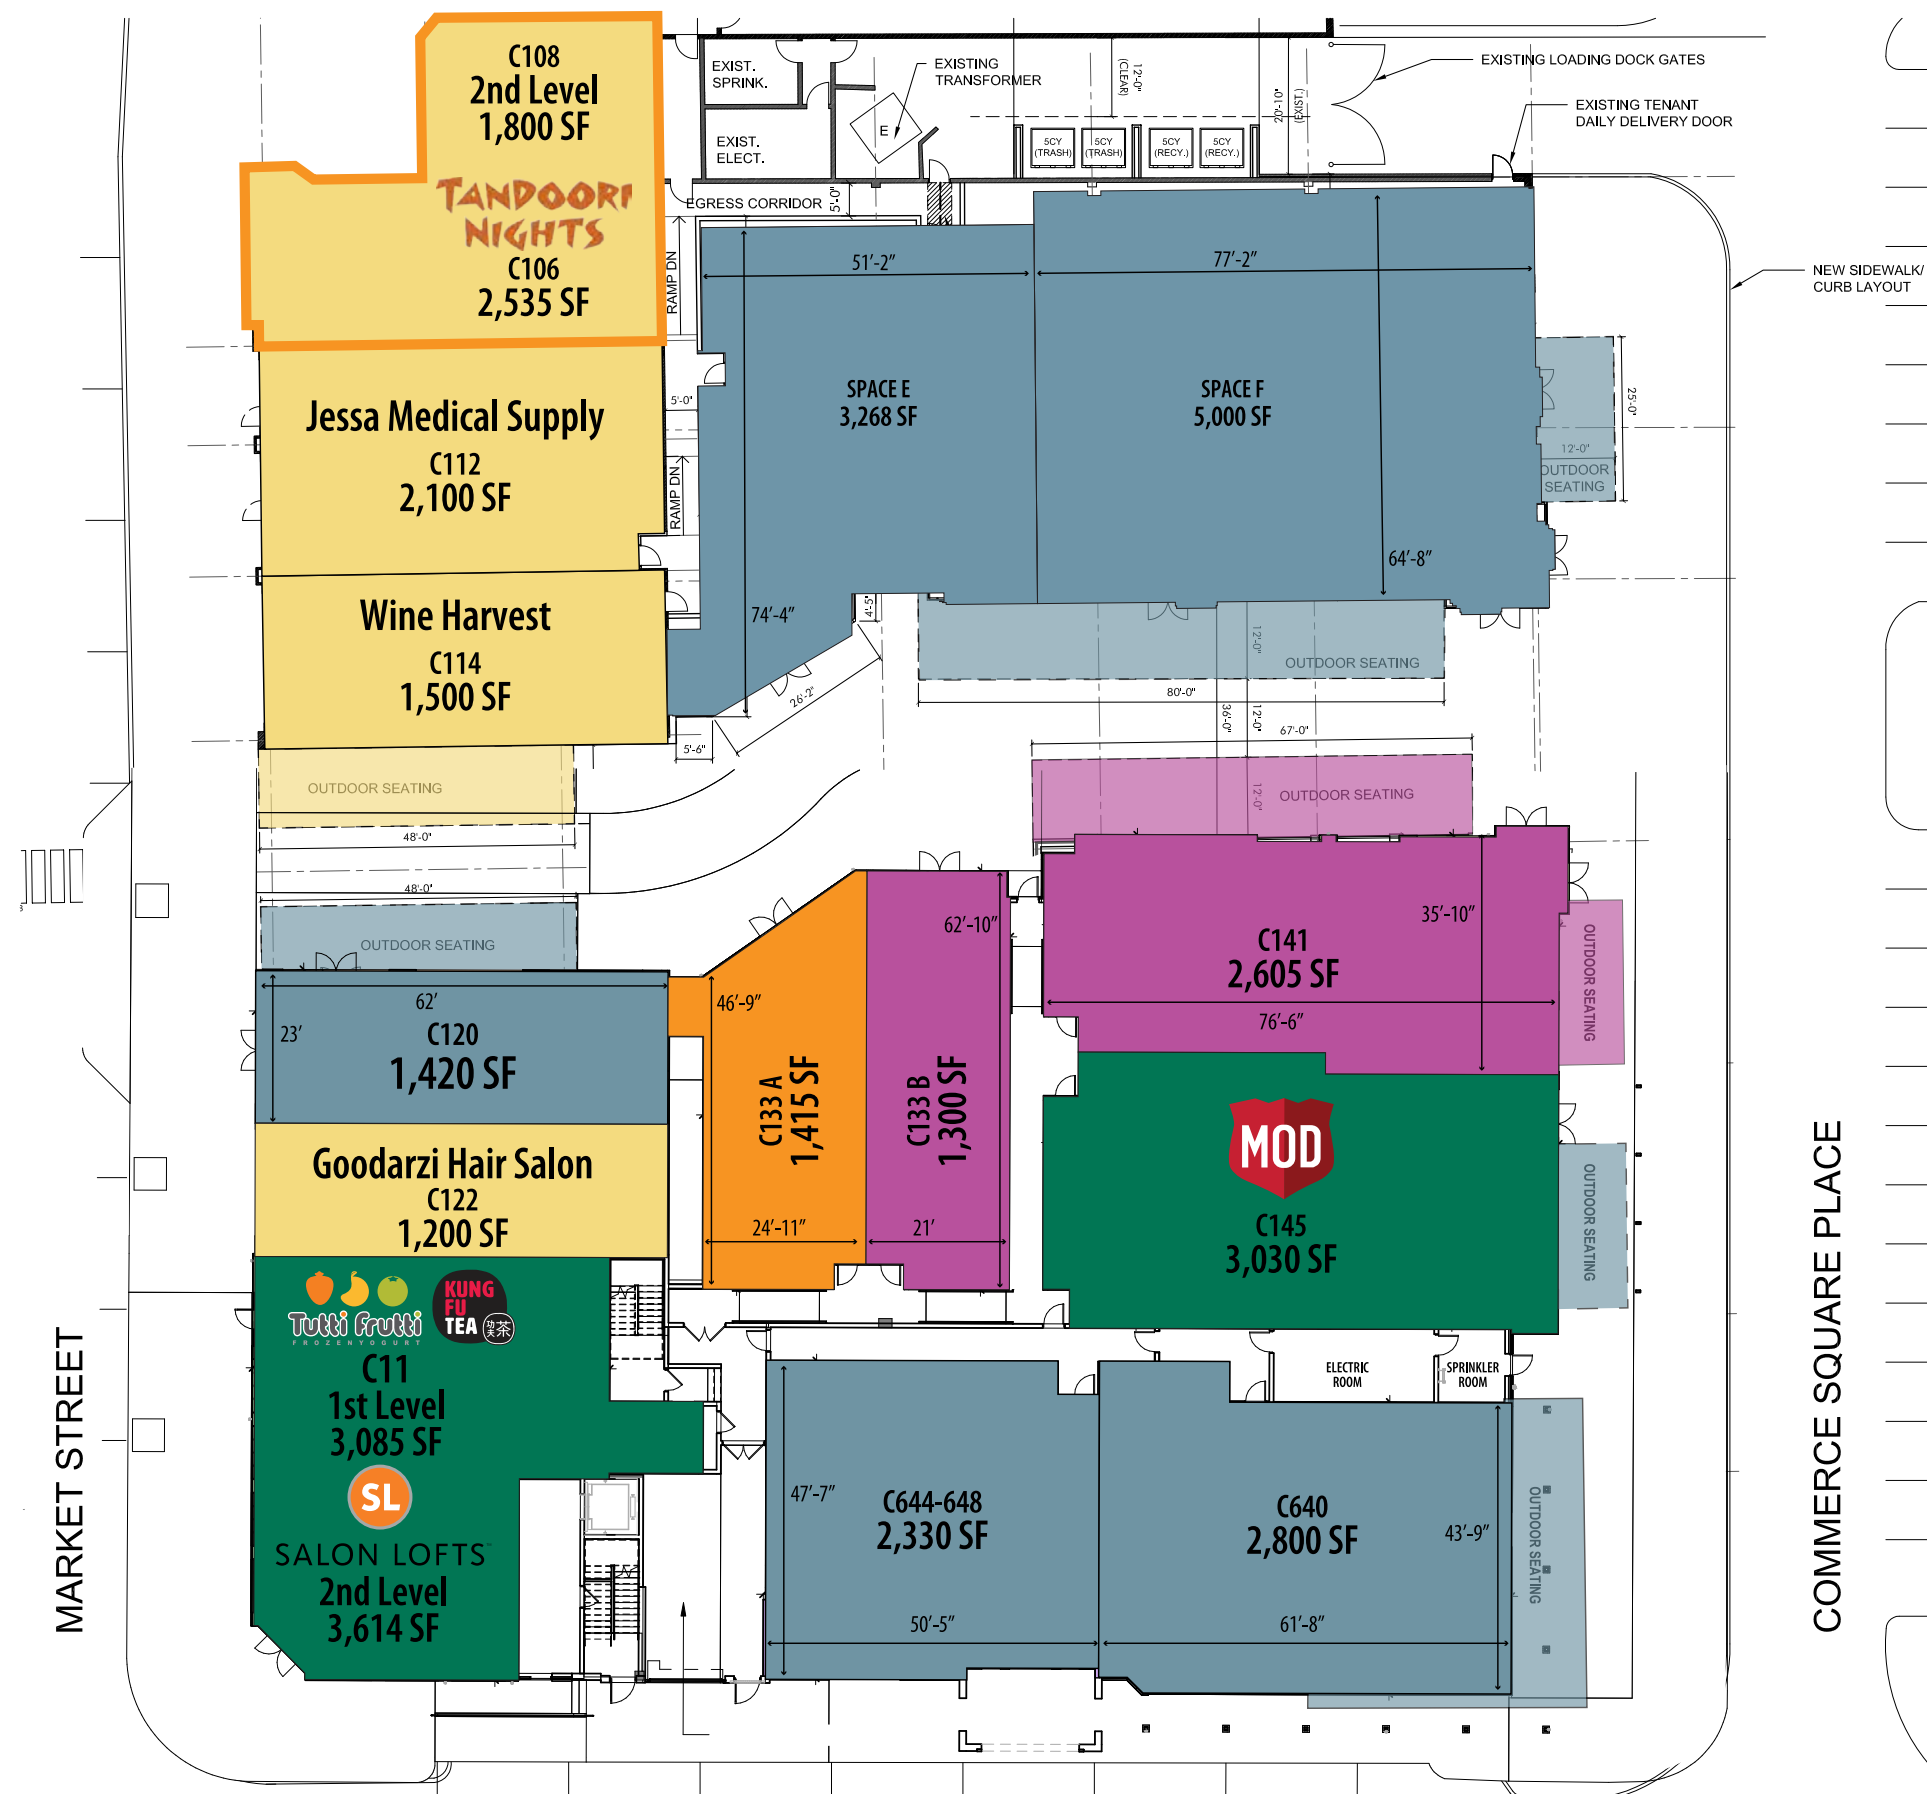 C108
2nd Level
1,800 SF
TANDOORI
NIGHTS
C106
2,535 SF
EXIST.
SPRINK.
EXIST.
ELECT.
EXISTING
TRANSFORMER
E
12'-0"
(CLEAR)
20'-10"
(EXIST.)
5CY
(TRASH)
5CY
(TRASH)
5CY
(RECY.)
5CY
(RECY.)
EXISTING LOADING DOCK GATES
EXISTING TENANT
DAILY DELIVERY DOOR
NEW SIDEWALK/
CURB LAYOUT
EGRESS CORRIDOR
5'-0"
RAMP DN
5'-0"
RAMP DN
51'-2"
77'-2"
SPACE E
3,268 SF
SPACE F
5,000 SF
74'-4"
64'-8"
25'-0"
12'-0"
OUTDOOR
SEATING
Jessa Medical Supply
C112
2,100 SF
Wine Harvest
C114
1,500 SF
4'-5"
26'-2"
5'-6"
12'-0"
OUTDOOR SEATING
80'-0"
36'-0"
12'-0"
67'-0"
12'-0"
OUTDOOR SEATING
OUTDOOR SEATING
48'-0"
48'-0"
OUTDOOR SEATING
62'
23'
C120
1,420 SF
46'-9"
C133 A
1,415 SF
24'-11"
62'-10"
C133 B
1,300 SF
21'
C141
2,605 SF
35'-10"
76'-6"
OUTDOOR SEATING
Goodarzi Hair Salon
C122
1,200 SF
MOD
C145
3,030 SF
OUTDOOR SEATING
Tutti Frutti
FROZENYOGURT
KUNG
FU
TEA 功夫茶
C11
1st Level
3,085 SF
SL
SALON LOFTS
2nd Level
3,614 SF
ELECTRIC
ROOM
SPRINKLER
ROOM
47'-7"
C644-648
2,330 SF
50'-5"
C640
2,800 SF
43'-9"
61'-8"
OUTDOOR SEATING
MARKET STREET
COMMERCE SQUARE PLACE